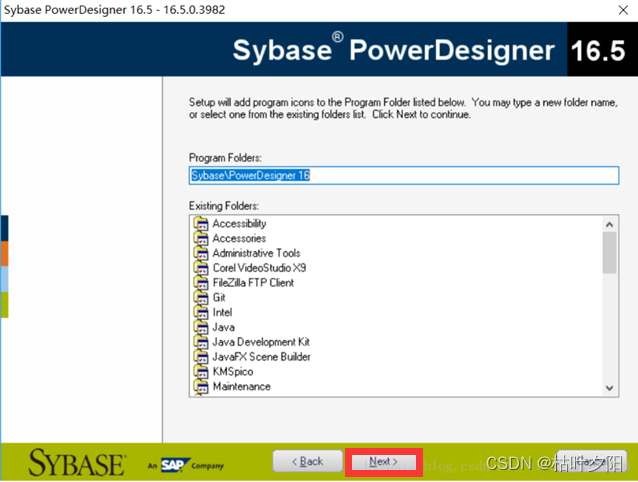 Sybase PowerDesigner 16.5 - 16.5.0.3982
Sybase® PowerDesigner 16.5
Setup will add program icons to the Program Folder listed below. You may type a new folder name,
or select one from the existing folders list. Click Next to continue.
Program Folders:
Sybase\PowerDesigner 16
Existing Folders:
Accessibility
Accessories
Administrative Tools
Corel VideoStudio X9
FileZilla FTP Client
Git
Intel
Java
Java Development Kit
JavaFX Scene Builder
KMSpico
Maintenance
SYBASE An SAP Company
< Back
Next >
CSDN @枯叶夕阳